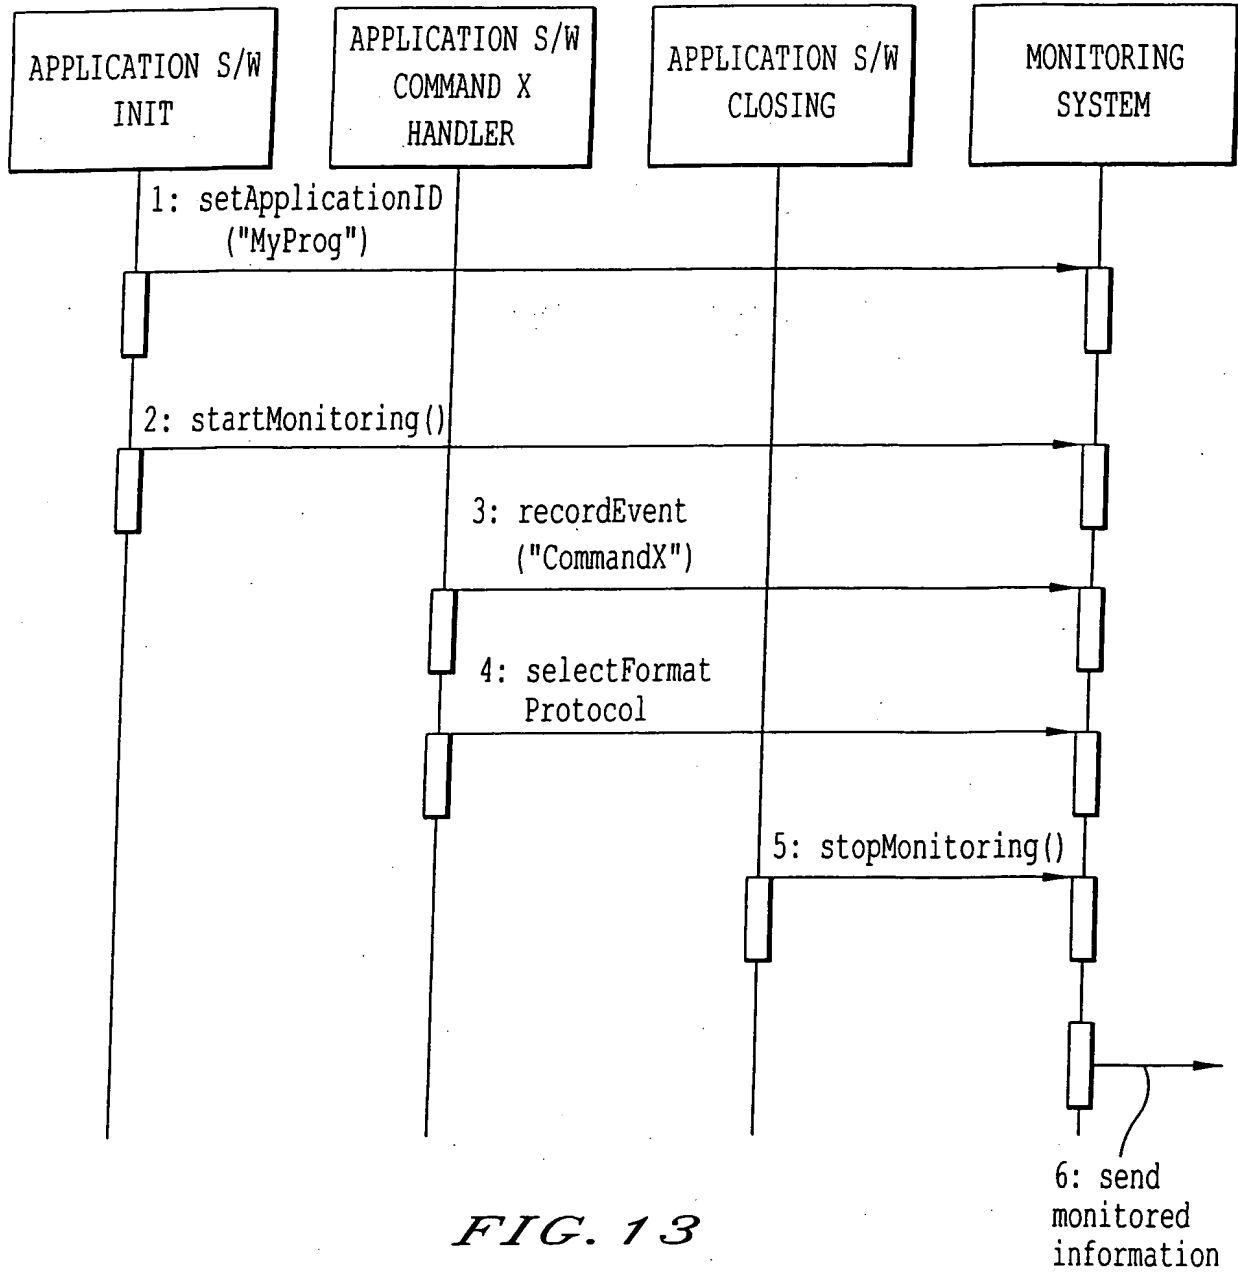 APPLICATION S/W
INIT
APPLICATION S/W
COMMAND X
HANDLER
APPLICATION S/W
CLOSING
MONITORING
SYSTEM
1: setApplicationID
("MyProg")
2: startMonitoring()
3: recordEvent
("CommandX")
4: selectFormat
Protocol
5: stopMonitoring()
6: send
monitored
information
FIG. 13